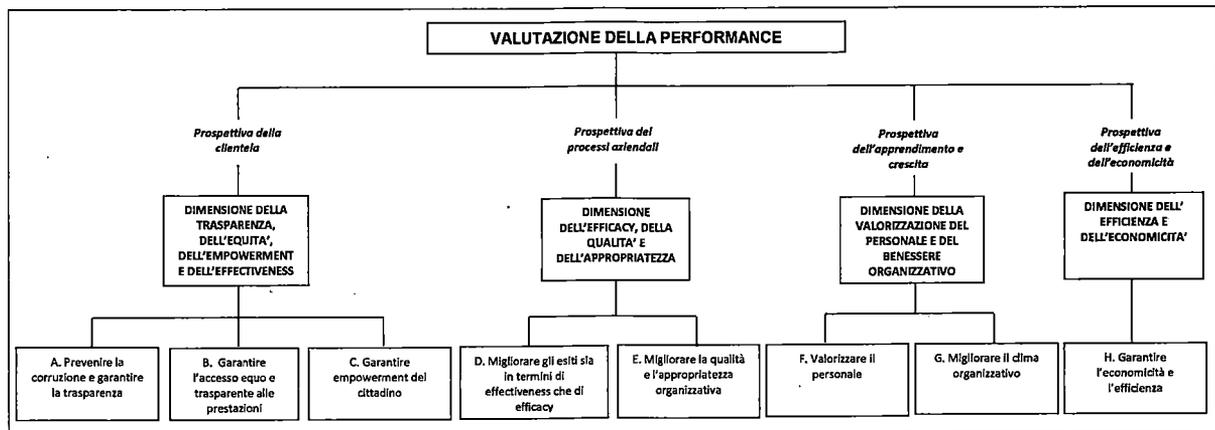 VALUTAZIONE DELLA PERFORMANCE
Prospettiva della
clientela
Prospettiva dei
processi aziendali
Prospettiva
dell'apprendimento e
crescita
Prospettiva
dell'efficienza e
dell'economicità
DIMENSIONE DELLA
TRASPARENZA,
DELL'EQUITA',
DELL'EMPOWERMENT
E DELL'EFFECTIVENESS
DIMENSIONE
DELL'EFFICACY, DELLA
QUALITA' E
DELL'APPROPRIATEZZA
DIMENSIONE DELLA
VALORIZZAZIONE DEL
PERSONALE E DEL
BENESSERE
ORGANIZZATIVO
DIMENSIONE DELL'
EFFICIENZA E
DELL'ECONOMICITA'
A. Prevenire la
corruzione e garantire
la trasparenza
B. Garantire
l'accesso equo e
trasparente alle
prestazioni
C. Garantire
empowerment del
cittadino
D. Migliorare gli esiti sia
in termini di
effectiveness che di
efficacy
E. Migliorare la qualità
e l'appropriatezza
organizzativa
F. Valorizzare il
personale
G. Migliorare il clima
organizzativo
H. Garantire
l'economicità e
l'efficienza